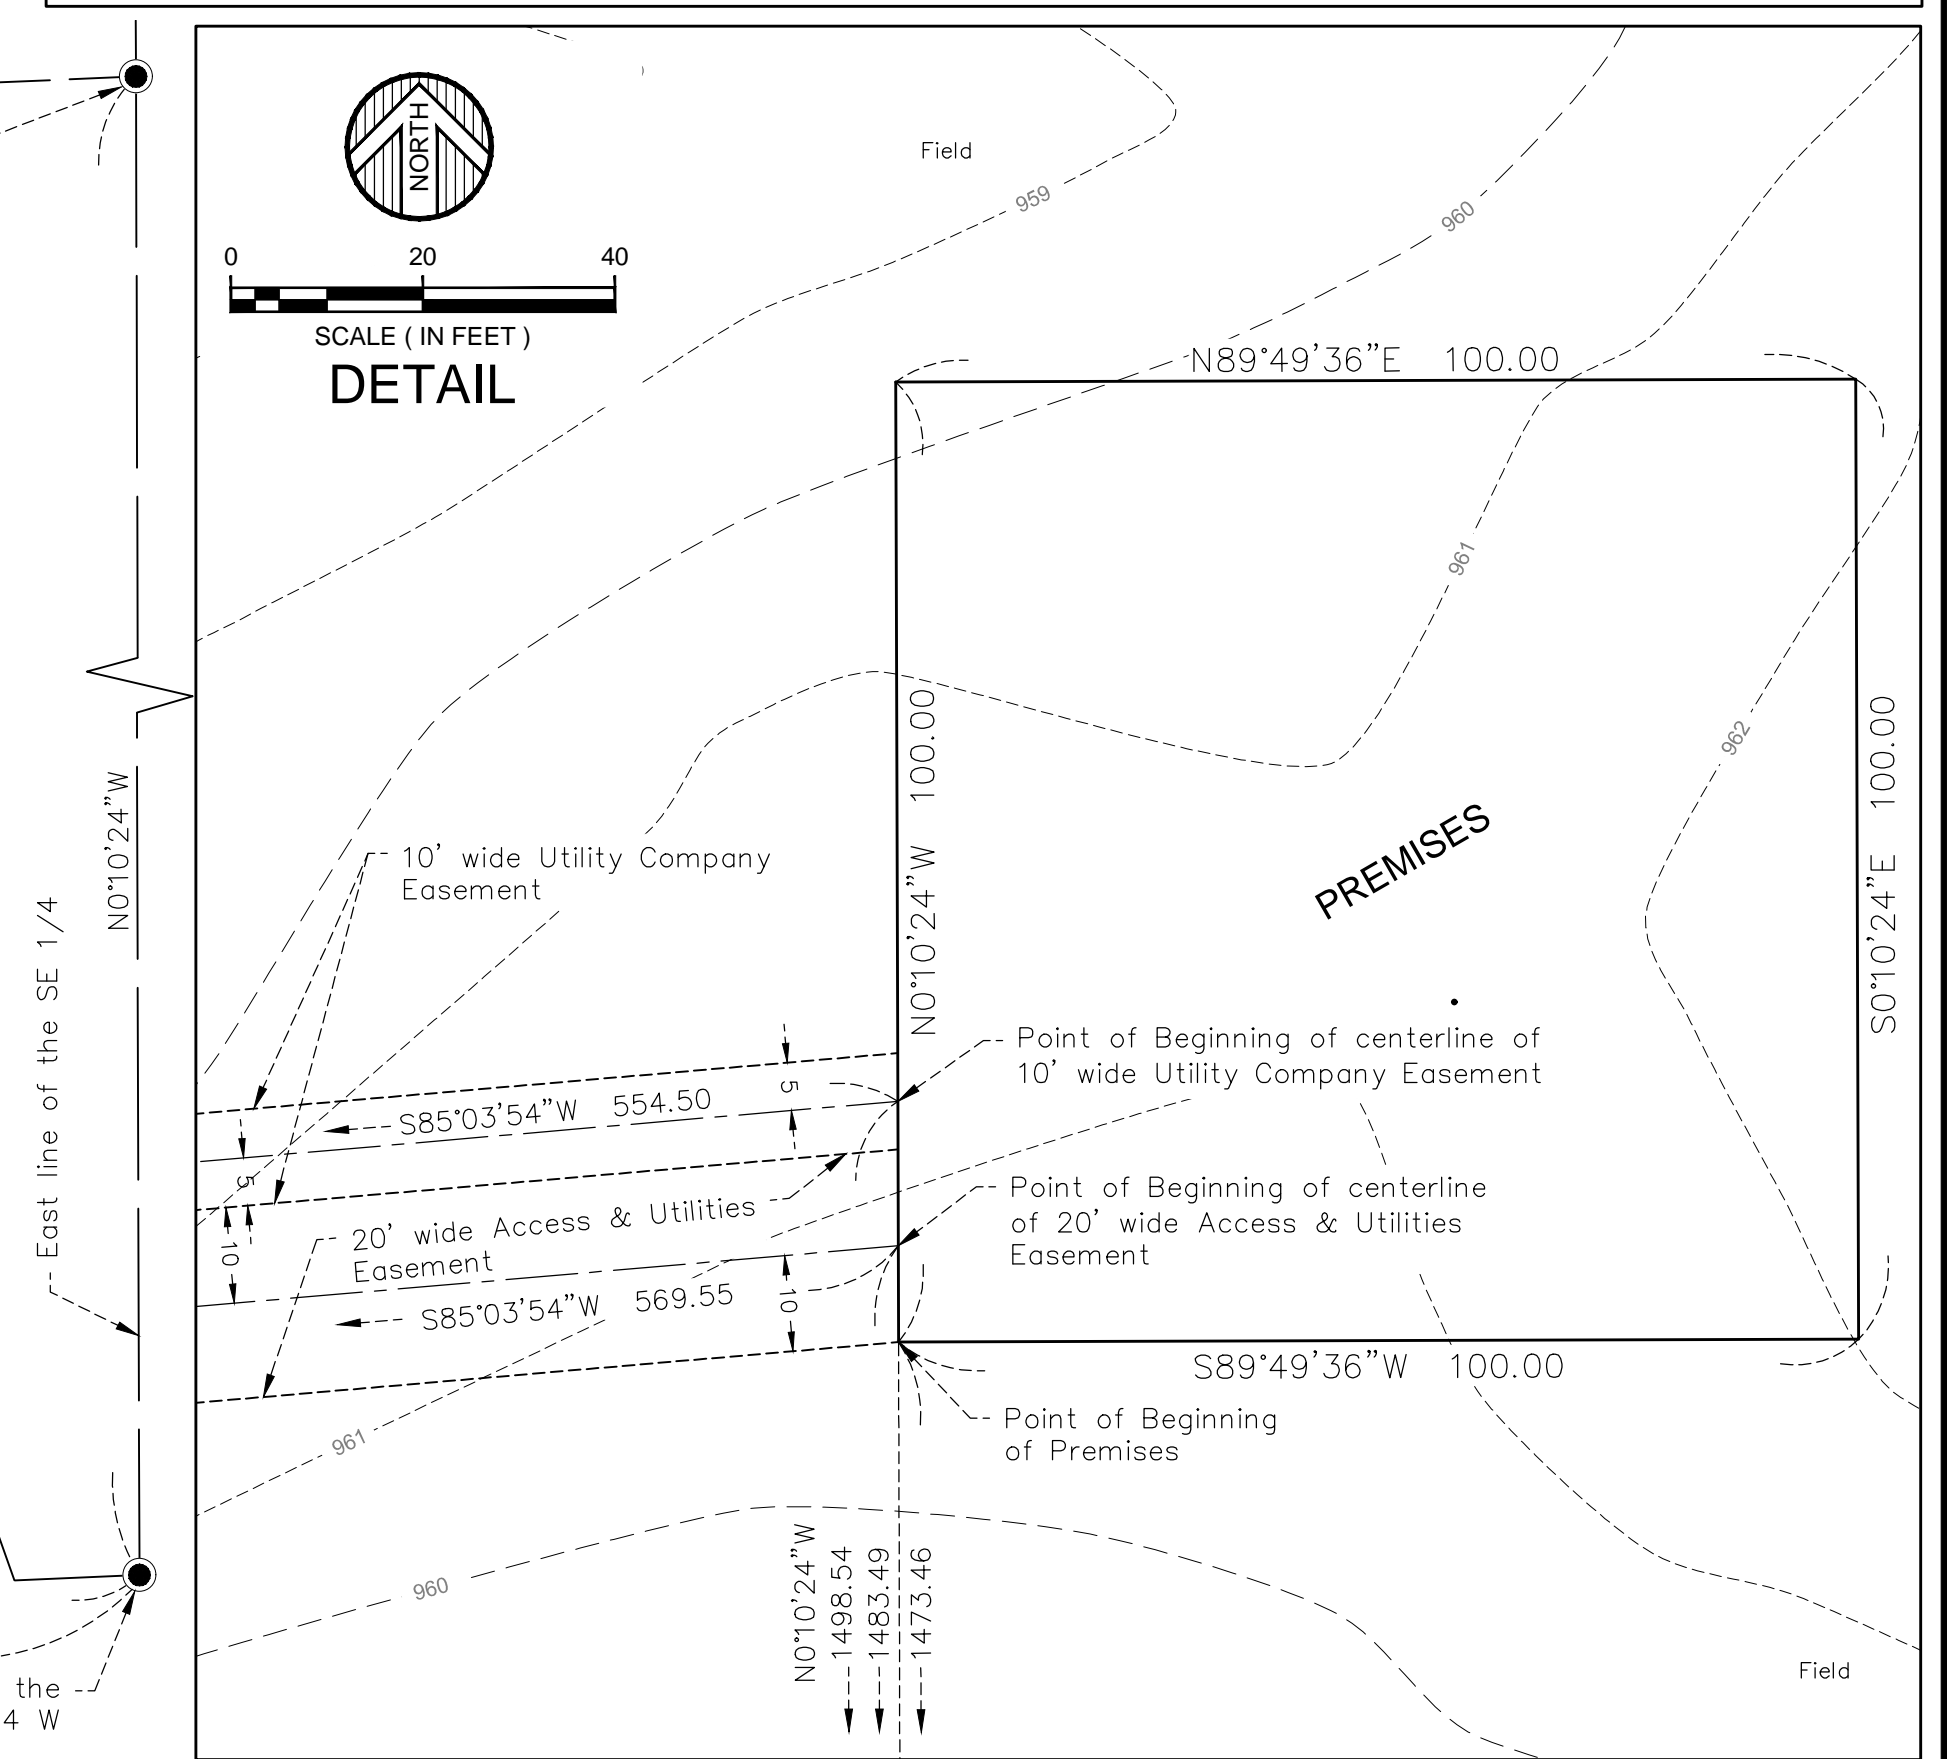 NORTH
0 20 40
SCALE ( IN FEET )
DETAIL
Field
959
960
N89°49'36"E 100.00
961
962
N0°10'24"W 100.00
S0°10'24"E 100.00
PREMISES
N0°10'24"W
East line of the SE 1/4
10' wide Utility Company
Easement
Point of Beginning of centerline of
10' wide Utility Company Easement
5
S85°03'54"W 554.50
5
20' wide Access & Utilities
Easement
Point of Beginning of centerline
of 20' wide Access & Utilities
Easement
10
S85°03'54"W 569.55
10
S89°49'36"W 100.00
Point of Beginning
of Premises
961
960
N0°10'24"W
1498.54
1483.49
1473.46
the
4 W
Field